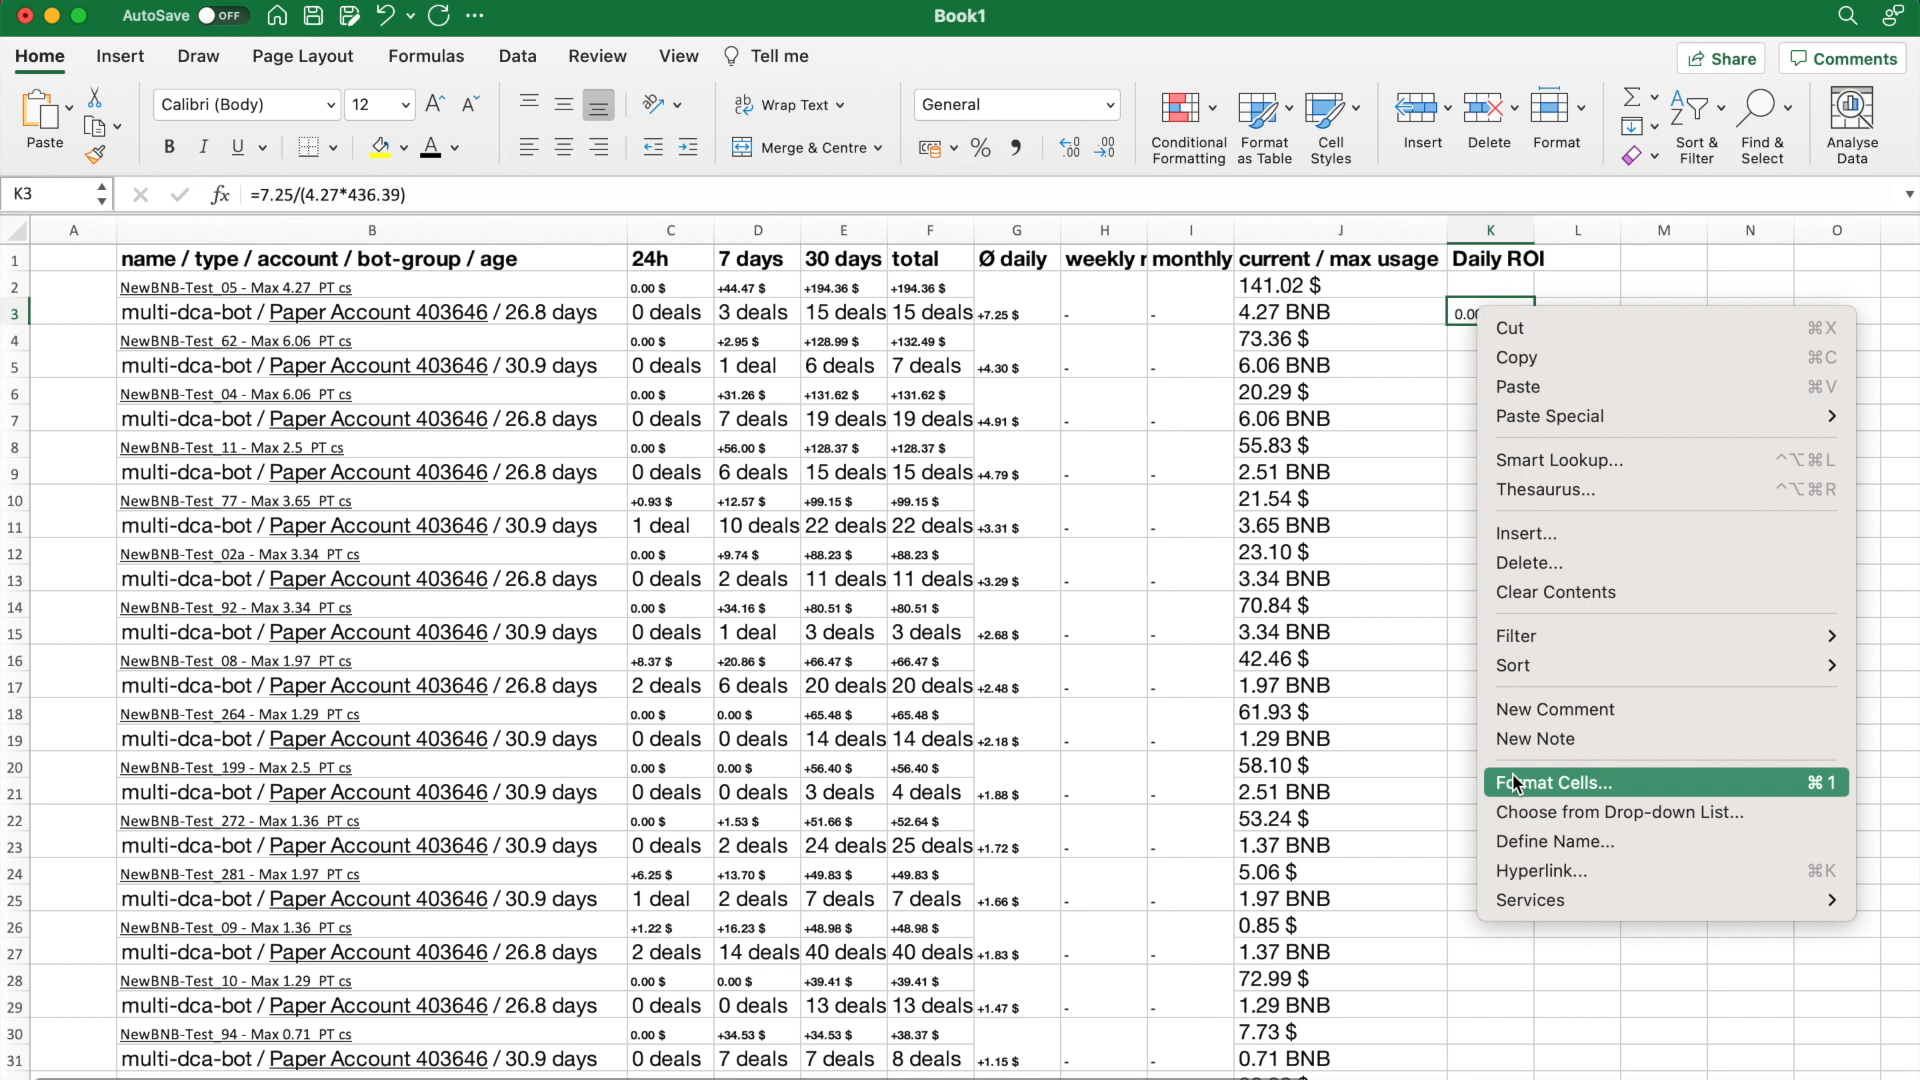 AutoSave OFF Book1
Home Insert Draw Page Layout Formulas Data Review View Tell me Share Comments
Paste Calibri (Body) 12 Wrap Text General Conditional Formatting Format as Table Cell Styles Insert Delete Format Sort & Filter Find & Select Analyse Data
B I U Merge & Centre
K3 fx =7.25/(4.27*436.39)
A B C D E F G H I J K L M N O
1 name / type / account / bot-group / age 24h 7 days 30 days total Ø daily weekly r monthly current / max usage Daily ROI
2 NewBNB-Test_05 - Max 4.27 PT cs 0.00 $ +44.47 $ +194.36 $ +194.36 $ 141.02 $
3 multi-dca-bot / Paper Account 403646 / 26.8 days 0 deals 3 deals 15 deals 15 deals +7.25 $ - - 4.27 BNB 0.00
4 NewBNB-Test_62 - Max 6.06 PT cs 0.00 $ +2.95 $ +128.99 $ +132.49 $ 73.36 $
5 multi-dca-bot / Paper Account 403646 / 30.9 days 0 deals 1 deal 6 deals 7 deals +4.30 $ - - 6.06 BNB
6 NewBNB-Test_04 - Max 6.06 PT cs 0.00 $ +31.26 $ +131.62 $ +131.62 $ 20.29 $
7 multi-dca-bot / Paper Account 403646 / 26.8 days 0 deals 7 deals 19 deals 19 deals +4.91 $ - - 6.06 BNB
8 NewBNB-Test_11 - Max 2.5 PT cs 0.00 $ +56.00 $ +128.37 $ +128.37 $ 55.83 $
9 multi-dca-bot / Paper Account 403646 / 26.8 days 0 deals 6 deals 15 deals 15 deals +4.79 $ - - 2.51 BNB
10 NewBNB-Test_77 - Max 3.65 PT cs +0.93 $ +12.57 $ +99.15 $ +99.15 $ 21.54 $
11 multi-dca-bot / Paper Account 403646 / 30.9 days 1 deal 10 deals 22 deals 22 deals +3.31 $ - - 3.65 BNB
12 NewBNB-Test_02a - Max 3.34 PT cs 0.00 $ +9.74 $ +88.23 $ +88.23 $ 23.10 $
13 multi-dca-bot / Paper Account 403646 / 26.8 days 0 deals 2 deals 11 deals 11 deals +3.29 $ - - 3.34 BNB
14 NewBNB-Test_92 - Max 3.34 PT cs 0.00 $ +34.16 $ +80.51 $ +80.51 $ 70.84 $
15 multi-dca-bot / Paper Account 403646 / 30.9 days 0 deals 1 deal 3 deals 3 deals +2.68 $ - - 3.34 BNB
16 NewBNB-Test_08 - Max 1.97 PT cs +8.37 $ +20.86 $ +66.47 $ +66.47 $ 42.46 $
17 multi-dca-bot / Paper Account 403646 / 26.8 days 2 deals 6 deals 20 deals 20 deals +2.48 $ - - 1.97 BNB
18 NewBNB-Test_264 - Max 1.29 PT cs 0.00 $ 0.00 $ +65.48 $ +65.48 $ 61.93 $
19 multi-dca-bot / Paper Account 403646 / 30.9 days 0 deals 0 deals 14 deals 14 deals +2.18 $ - - 1.29 BNB
20 NewBNB-Test_199 - Max 2.5 PT cs 0.00 $ 0.00 $ +56.40 $ +56.40 $ 58.10 $
21 multi-dca-bot / Paper Account 403646 / 30.9 days 0 deals 0 deals 3 deals 4 deals +1.88 $ - - 2.51 BNB
22 NewBNB-Test_272 - Max 1.36 PT cs 0.00 $ +1.53 $ +51.66 $ +52.64 $ 53.24 $
23 multi-dca-bot / Paper Account 403646 / 30.9 days 0 deals 2 deals 24 deals 25 deals +1.72 $ - - 1.37 BNB
24 NewBNB-Test_281 - Max 1.97 PT cs +6.25 $ +13.70 $ +49.83 $ +49.83 $ 5.06 $
25 multi-dca-bot / Paper Account 403646 / 30.9 days 1 deal 2 deals 7 deals 7 deals +1.66 $ - - 1.97 BNB
26 NewBNB-Test_09 - Max 1.36 PT cs +1.22 $ +16.23 $ +48.98 $ +48.98 $ 0.85 $
27 multi-dca-bot / Paper Account 403646 / 26.8 days 2 deals 14 deals 40 deals 40 deals +1.83 $ - - 1.37 BNB
28 NewBNB-Test_10 - Max 1.29 PT cs 0.00 $ 0.00 $ +39.41 $ +39.41 $ 72.99 $
29 multi-dca-bot / Paper Account 403646 / 26.8 days 0 deals 0 deals 13 deals 13 deals +1.47 $ - - 1.29 BNB
30 NewBNB-Test_94 - Max 0.71 PT cs 0.00 $ +34.53 $ +34.53 $ +38.37 $ 7.73 $
31 multi-dca-bot / Paper Account 403646 / 30.9 days 0 deals 7 deals 7 deals 8 deals +1.15 $ - - 0.71 BNB
Cut ⌘X
Copy ⌘C
Paste ⌘V
Paste Special
Smart Lookup... ^⌥⌘L
Thesaurus... ^⌥⌘R
Insert...
Delete...
Clear Contents
Filter
Sort
New Comment
New Note
Format Cells... ⌘1
Choose from Drop-down List...
Define Name...
Hyperlink... ⌘K
Services